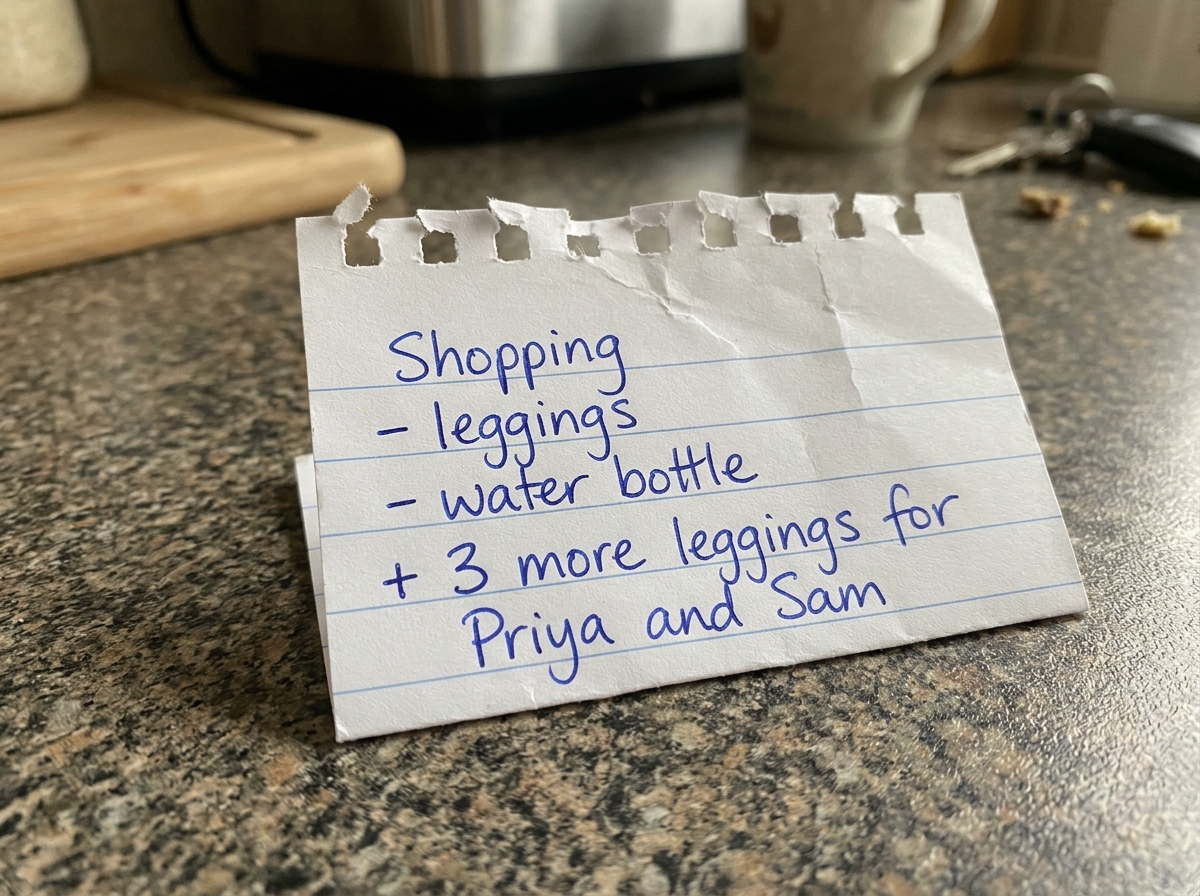 Shopping
- leggings
- water bottle
+ 3 more leggings for
Priya and Sam